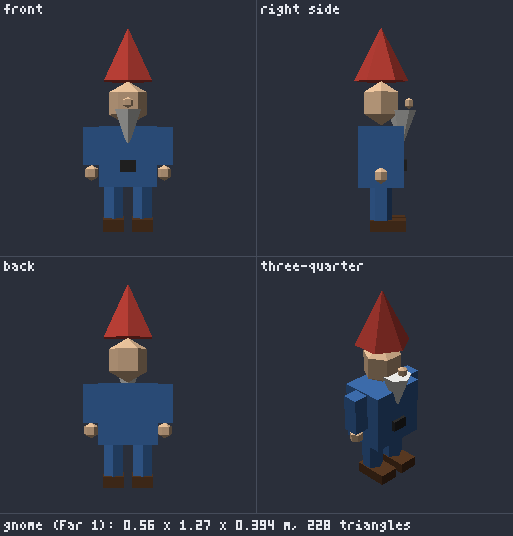 front
right side
back
three-quarter
gnome (Far 1): 0.56 x 1.27 x 0.394 m, 228 triangles